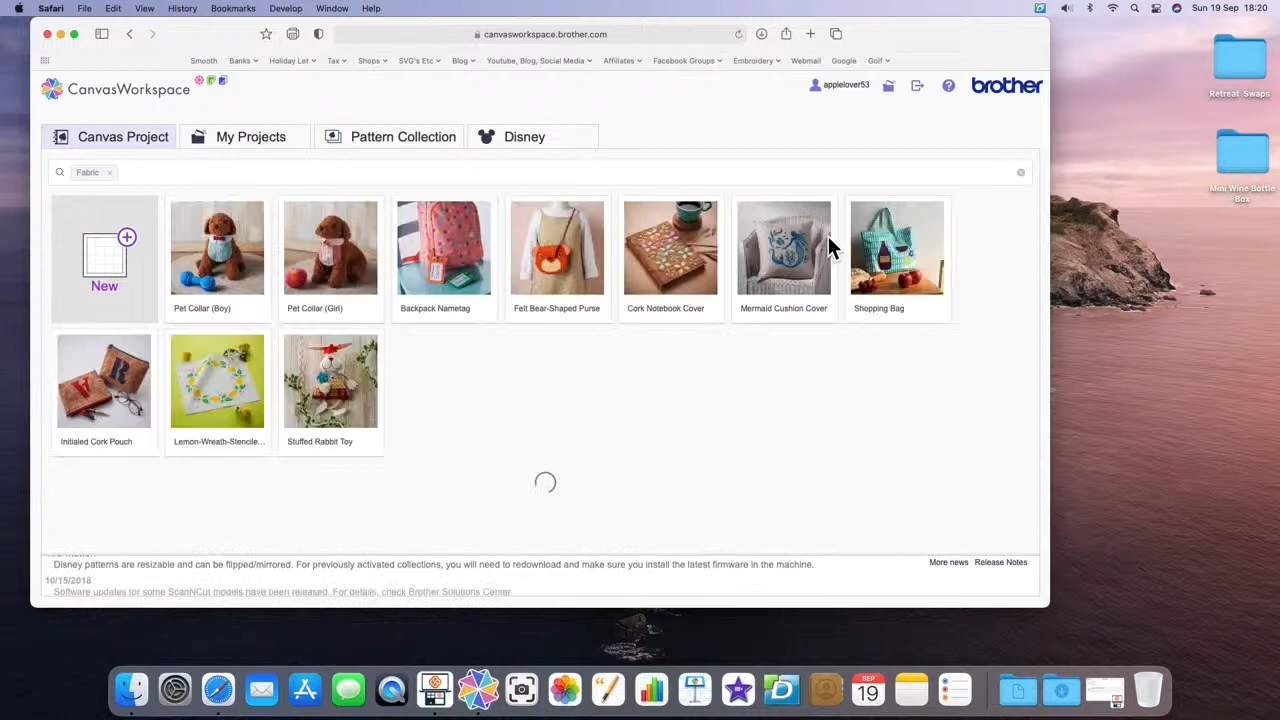 Safari File Edit View History Bookmarks Develop Window Help
Sun 19 Sep 18:20
canvasworkspace.brother.com
Smooth Banks Holiday Let Tax Shops SVG's Etc Blog Youtube, Blog, Social Media Affiliates Facebook Groups Embroidery Webmail Google Golf
CanvasWorkspace
applelover53
brother
Canvas Project
My Projects
Pattern Collection
Disney
Fabric
New
Pet Collar (Boy)
Pet Collar (Girl)
Backpack Nametag
Felt Bear-Shaped Purse
Cork Notebook Cover
Mermaid Cushion Cover
Shopping Bag
Initialed Cork Pouch
Lemon-Wreath-Stencile...
Stuffed Rabbit Toy
Disney patterns are resizable and can be flipped/mirrored. For previously activated collections, you will need to redownload and make sure you install the latest firmware in the machine.
More news
Release Notes
10/15/2018
Software updates for some ScanNCut models have been released. For details, check Brother Solutions Center
Retreat Swaps
Mini Wine Bottle
Box
SEP
19